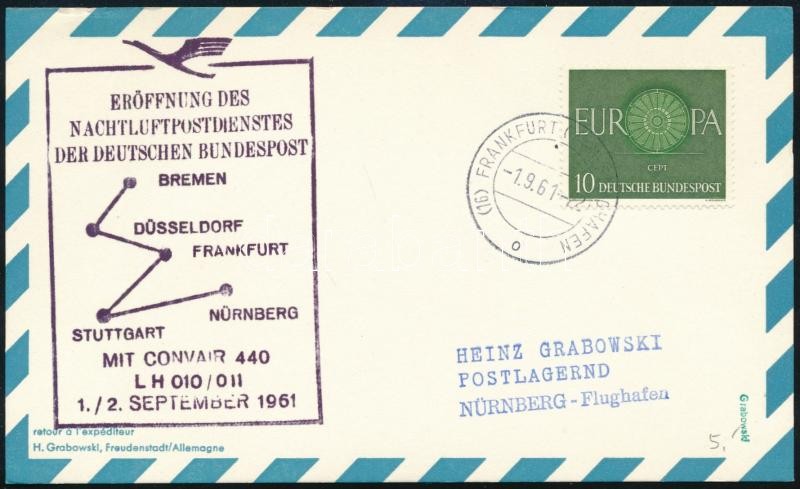 ERÖFFNUNG DES
NACHTLUFTPOSTDIENSTES
DER DEUTSCHEN BUNDESPOST
BREMEN
DÜSSELDORF
FRANKFURT
NÜRNBERG
STUTTGART
MIT CONVAIR 440
LH 010/011
1./2. SEPTEMBER 1961
retour à l'expéditeur
H. Grabowski, Freudenstadt/Allemagne
(16) FRANKFURT
-1.9.61
HAFEN
o
EUROPA
CEPT
10 DEUTSCHE BUNDESPOST
HEINZ GRABOWSKI
POSTLAGERND
NÜRNBERG-Flughafen
Grabowski
5,